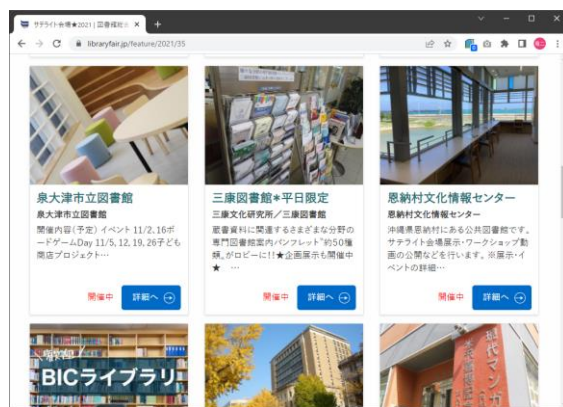 サテライト会場★2021 | 図書館総合
libraryfair.jp/feature/2021/35
泉大津市立図書館
泉大津市立図書館
開催内容(予定) イベント 11/2,16ボ
ードゲームDay 11/5, 12, 19, 26子ども
商店プロジェクト…
開催中
詳細へ
三康図書館*平日限定
三康文化研究所／三康図書館
蔵書資料に関連するさまざまな分野の
専門図書館案内パンフレット"約50種
類。がロビーに!!★企画展示も開催中
★ …
開催中
詳細へ
恩納村文化情報センター
恩納村文化情報センター
沖縄県恩納村にある公共図書館です。
サテライト会場展示・ワークショップ動
画の公開などを行います。※展示・イ
ベントの詳細…
開催中
詳細へ
BICライブラリ
現代マンガ